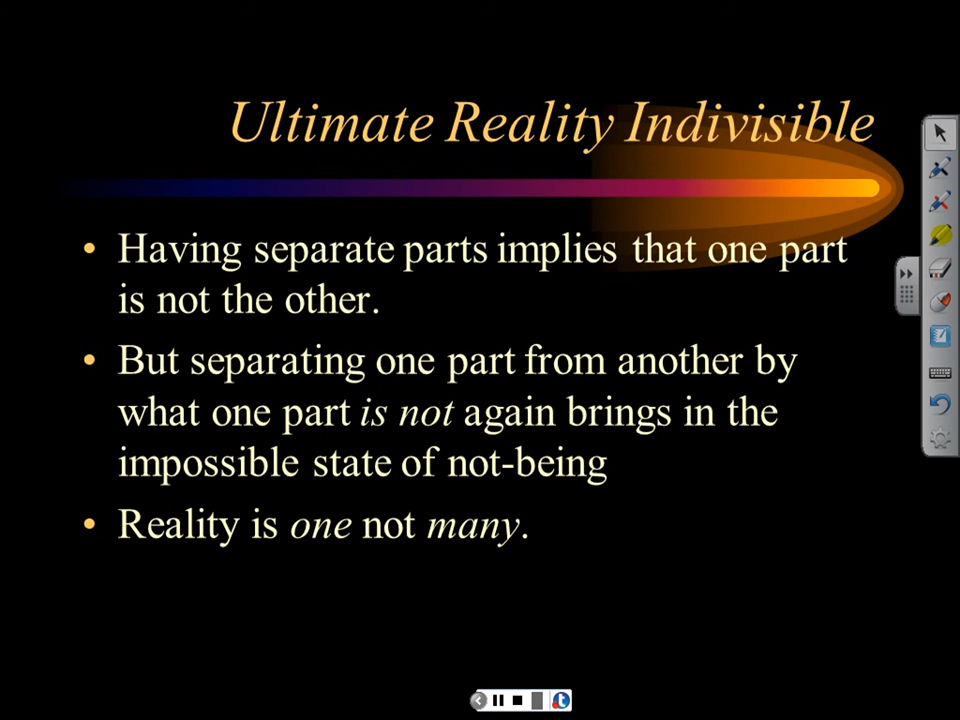 Ultimate Reality Indivisible
• Having separate parts implies that one part
is not the other.
• But separating one part from another by
what one part is not again brings in the
impossible state of not-being
• Reality is one not many.